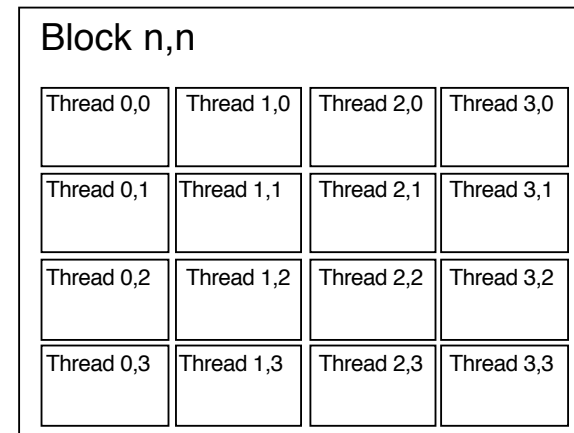 Block n,n
Thread 0,0 Thread 1,0 Thread 2,0 Thread 3,0
Thread 0,1 Thread 1,1 Thread 2,1 Thread 3,1
Thread 0,2 Thread 1,2 Thread 2,2 Thread 3,2
Thread 0,3 Thread 1,3 Thread 2,3 Thread 3,3